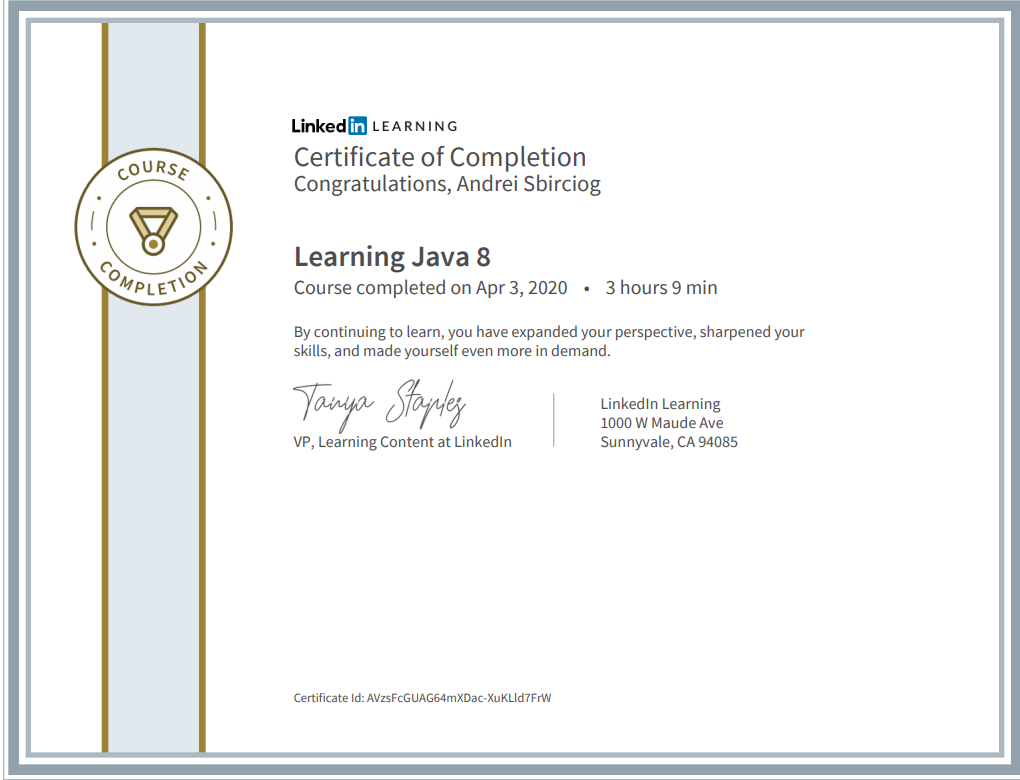 COURSE
COMPLETION
Linked in LEARNING
Certificate of Completion
Congratulations, Andrei Sbirciog
Learning Java 8
Course completed on Apr 3, 2020 • 3 hours 9 min
By continuing to learn, you have expanded your perspective, sharpened your
skills, and made yourself even more in demand.
Tanya Staples
VP, Learning Content at LinkedIn
LinkedIn Learning
1000 W Maude Ave
Sunnyvale, CA 94085
Certificate Id: AVzsFcGUAG64mXDac-XuKLld7FrW